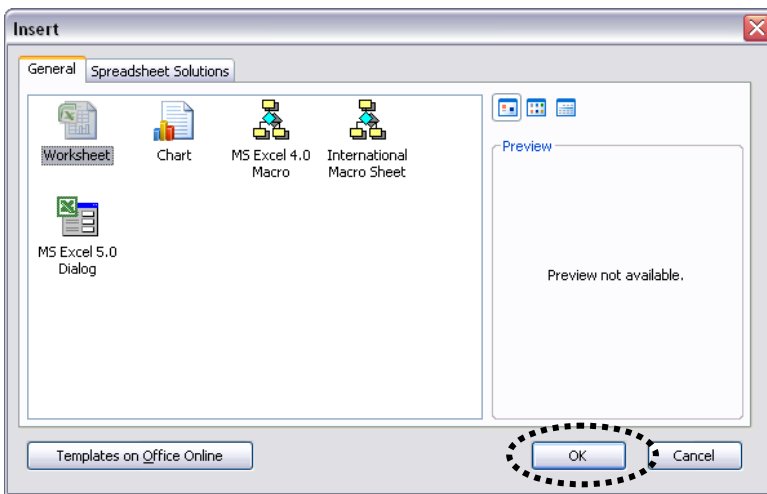 Insert
General Spreadsheet Solutions
Worksheet Chart MS Excel 4.0 Macro International Macro Sheet
MS Excel 5.0 Dialog
Preview
Preview not available.
Templates on Office Online OK Cancel